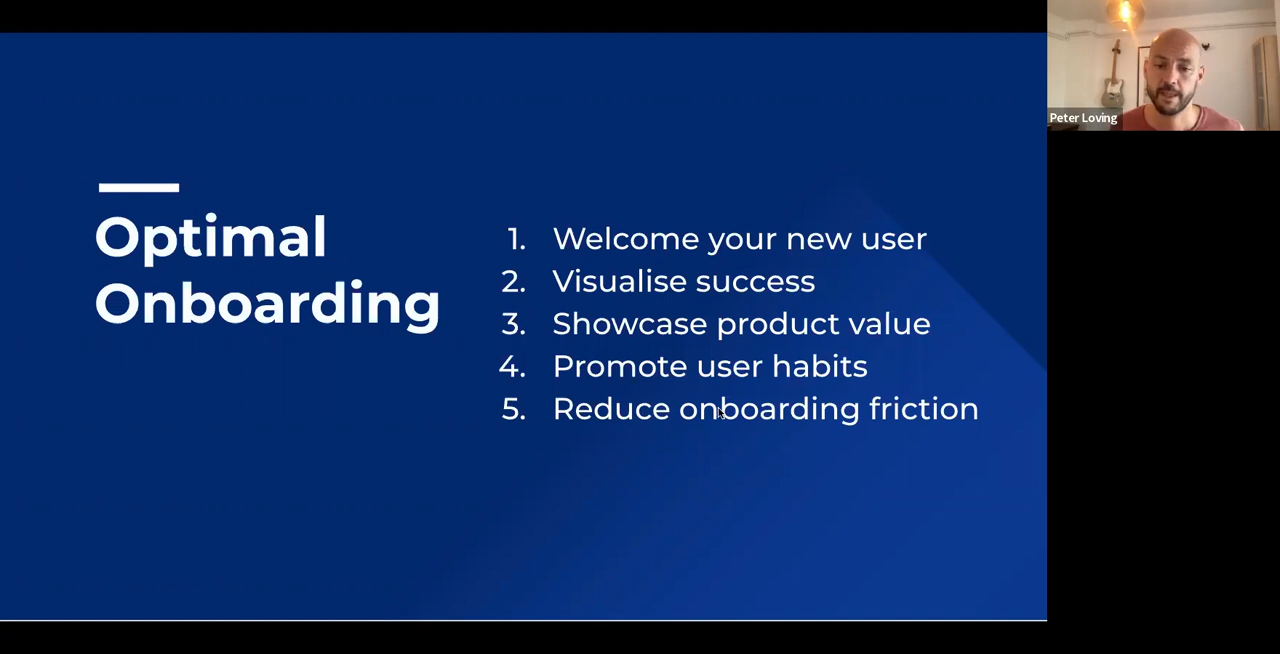 Optimal
Onboarding
1. Welcome your new user
2. Visualise success
3. Showcase product value
4. Promote user habits
5. Reduce onboarding friction
Peter Loving